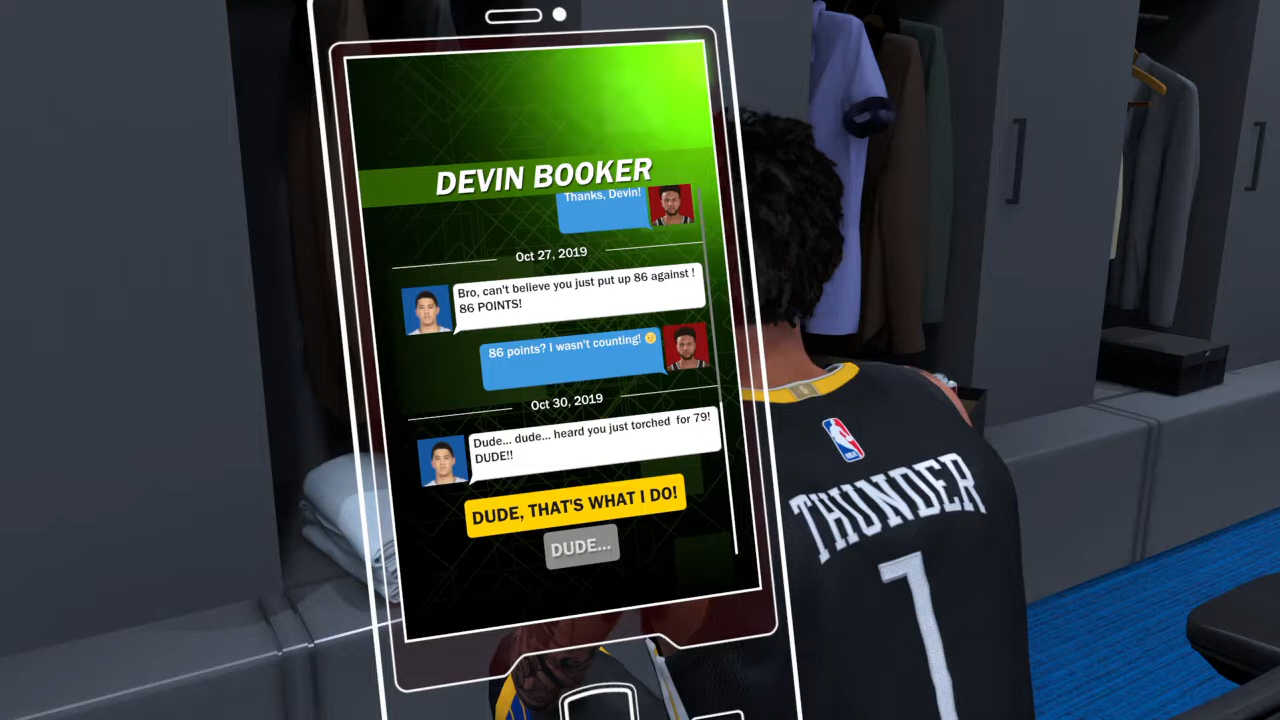 DEVIN BOOKER
Thanks, Devin!
Oct 27, 2019
Bro, can't believe you just put up 86 against !
86 POINTS!
86 points? I wasn't counting!
Oct 30, 2019
Dude... dude... heard you just torched  for 79!
DUDE!!
DUDE, THAT'S WHAT I DO!
DUDE...
NBA
THUNDER
1